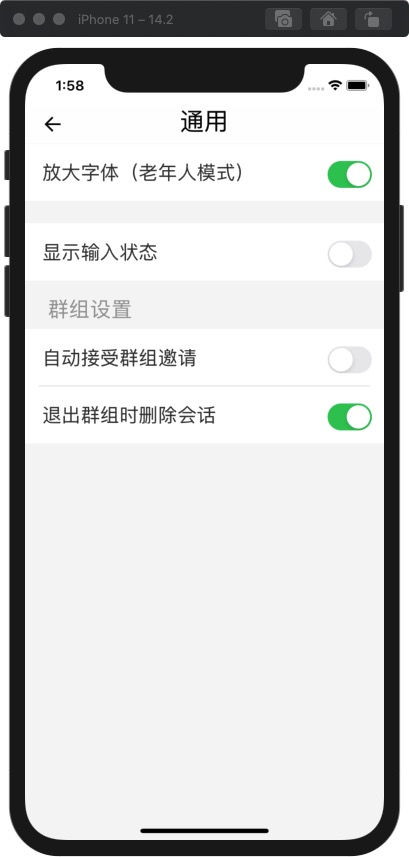 iPhone 11 – 14.2
1:58
通用
放大字体（老年人模式）
显示输入状态
群组设置
自动接受群组邀请
退出群组时删除会话